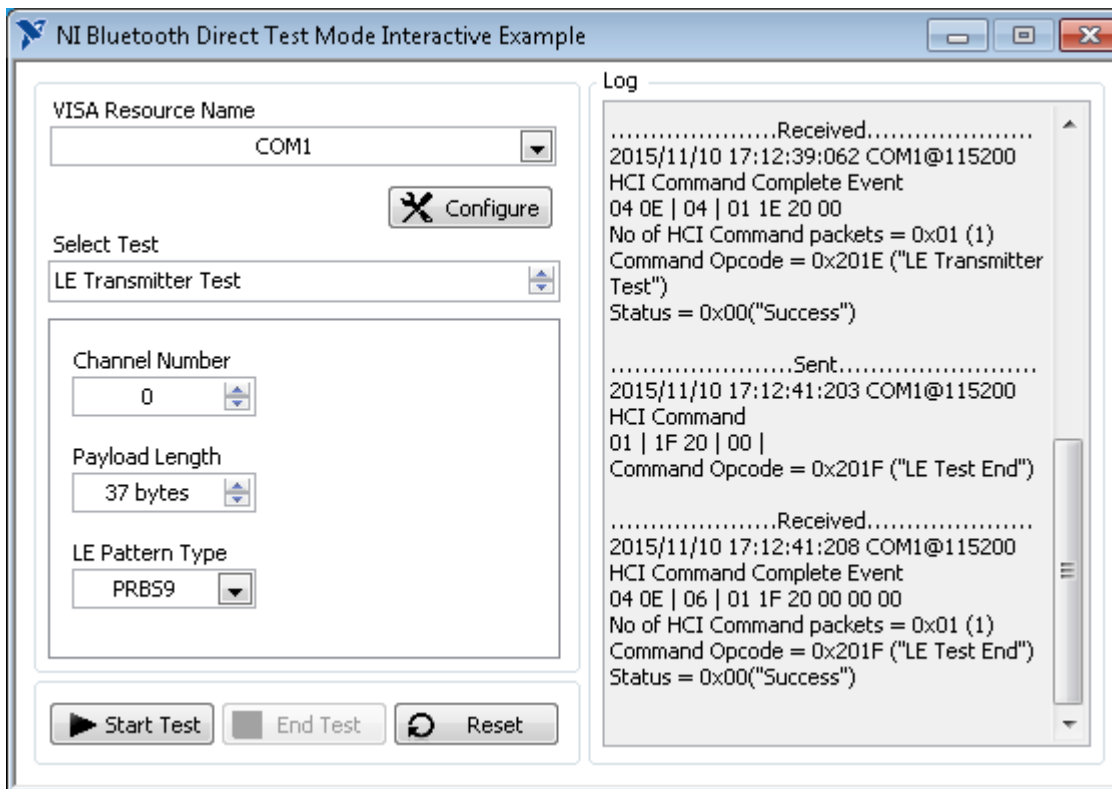 NI Bluetooth Direct Test Mode Interactive Example
VISA Resource Name
COM1
Configure
Select Test
LE Transmitter Test
Channel Number
0
Payload Length
37 bytes
LE Pattern Type
PRBS9
Start Test
End Test
Reset
Log
.....................Received.....................
2015/11/10 17:12:39:062 COM1@115200
HCI Command Complete Event
04 0E | 04 | 01 1E 20 00
No of HCI Command packets = 0x01 (1)
Command Opcode = 0x201E ("LE Transmitter
Test")
Status = 0x00("Success")
.......................Sent.........................
2015/11/10 17:12:41:203 COM1@115200
HCI Command
01 | 1F 20 | 00 |
Command Opcode = 0x201F ("LE Test End")
.....................Received.....................
2015/11/10 17:12:41:208 COM1@115200
HCI Command Complete Event
04 0E | 06 | 01 1F 20 00 00 00
No of HCI Command packets = 0x01 (1)
Command Opcode = 0x201F ("LE Test End")
Status = 0x00("Success")